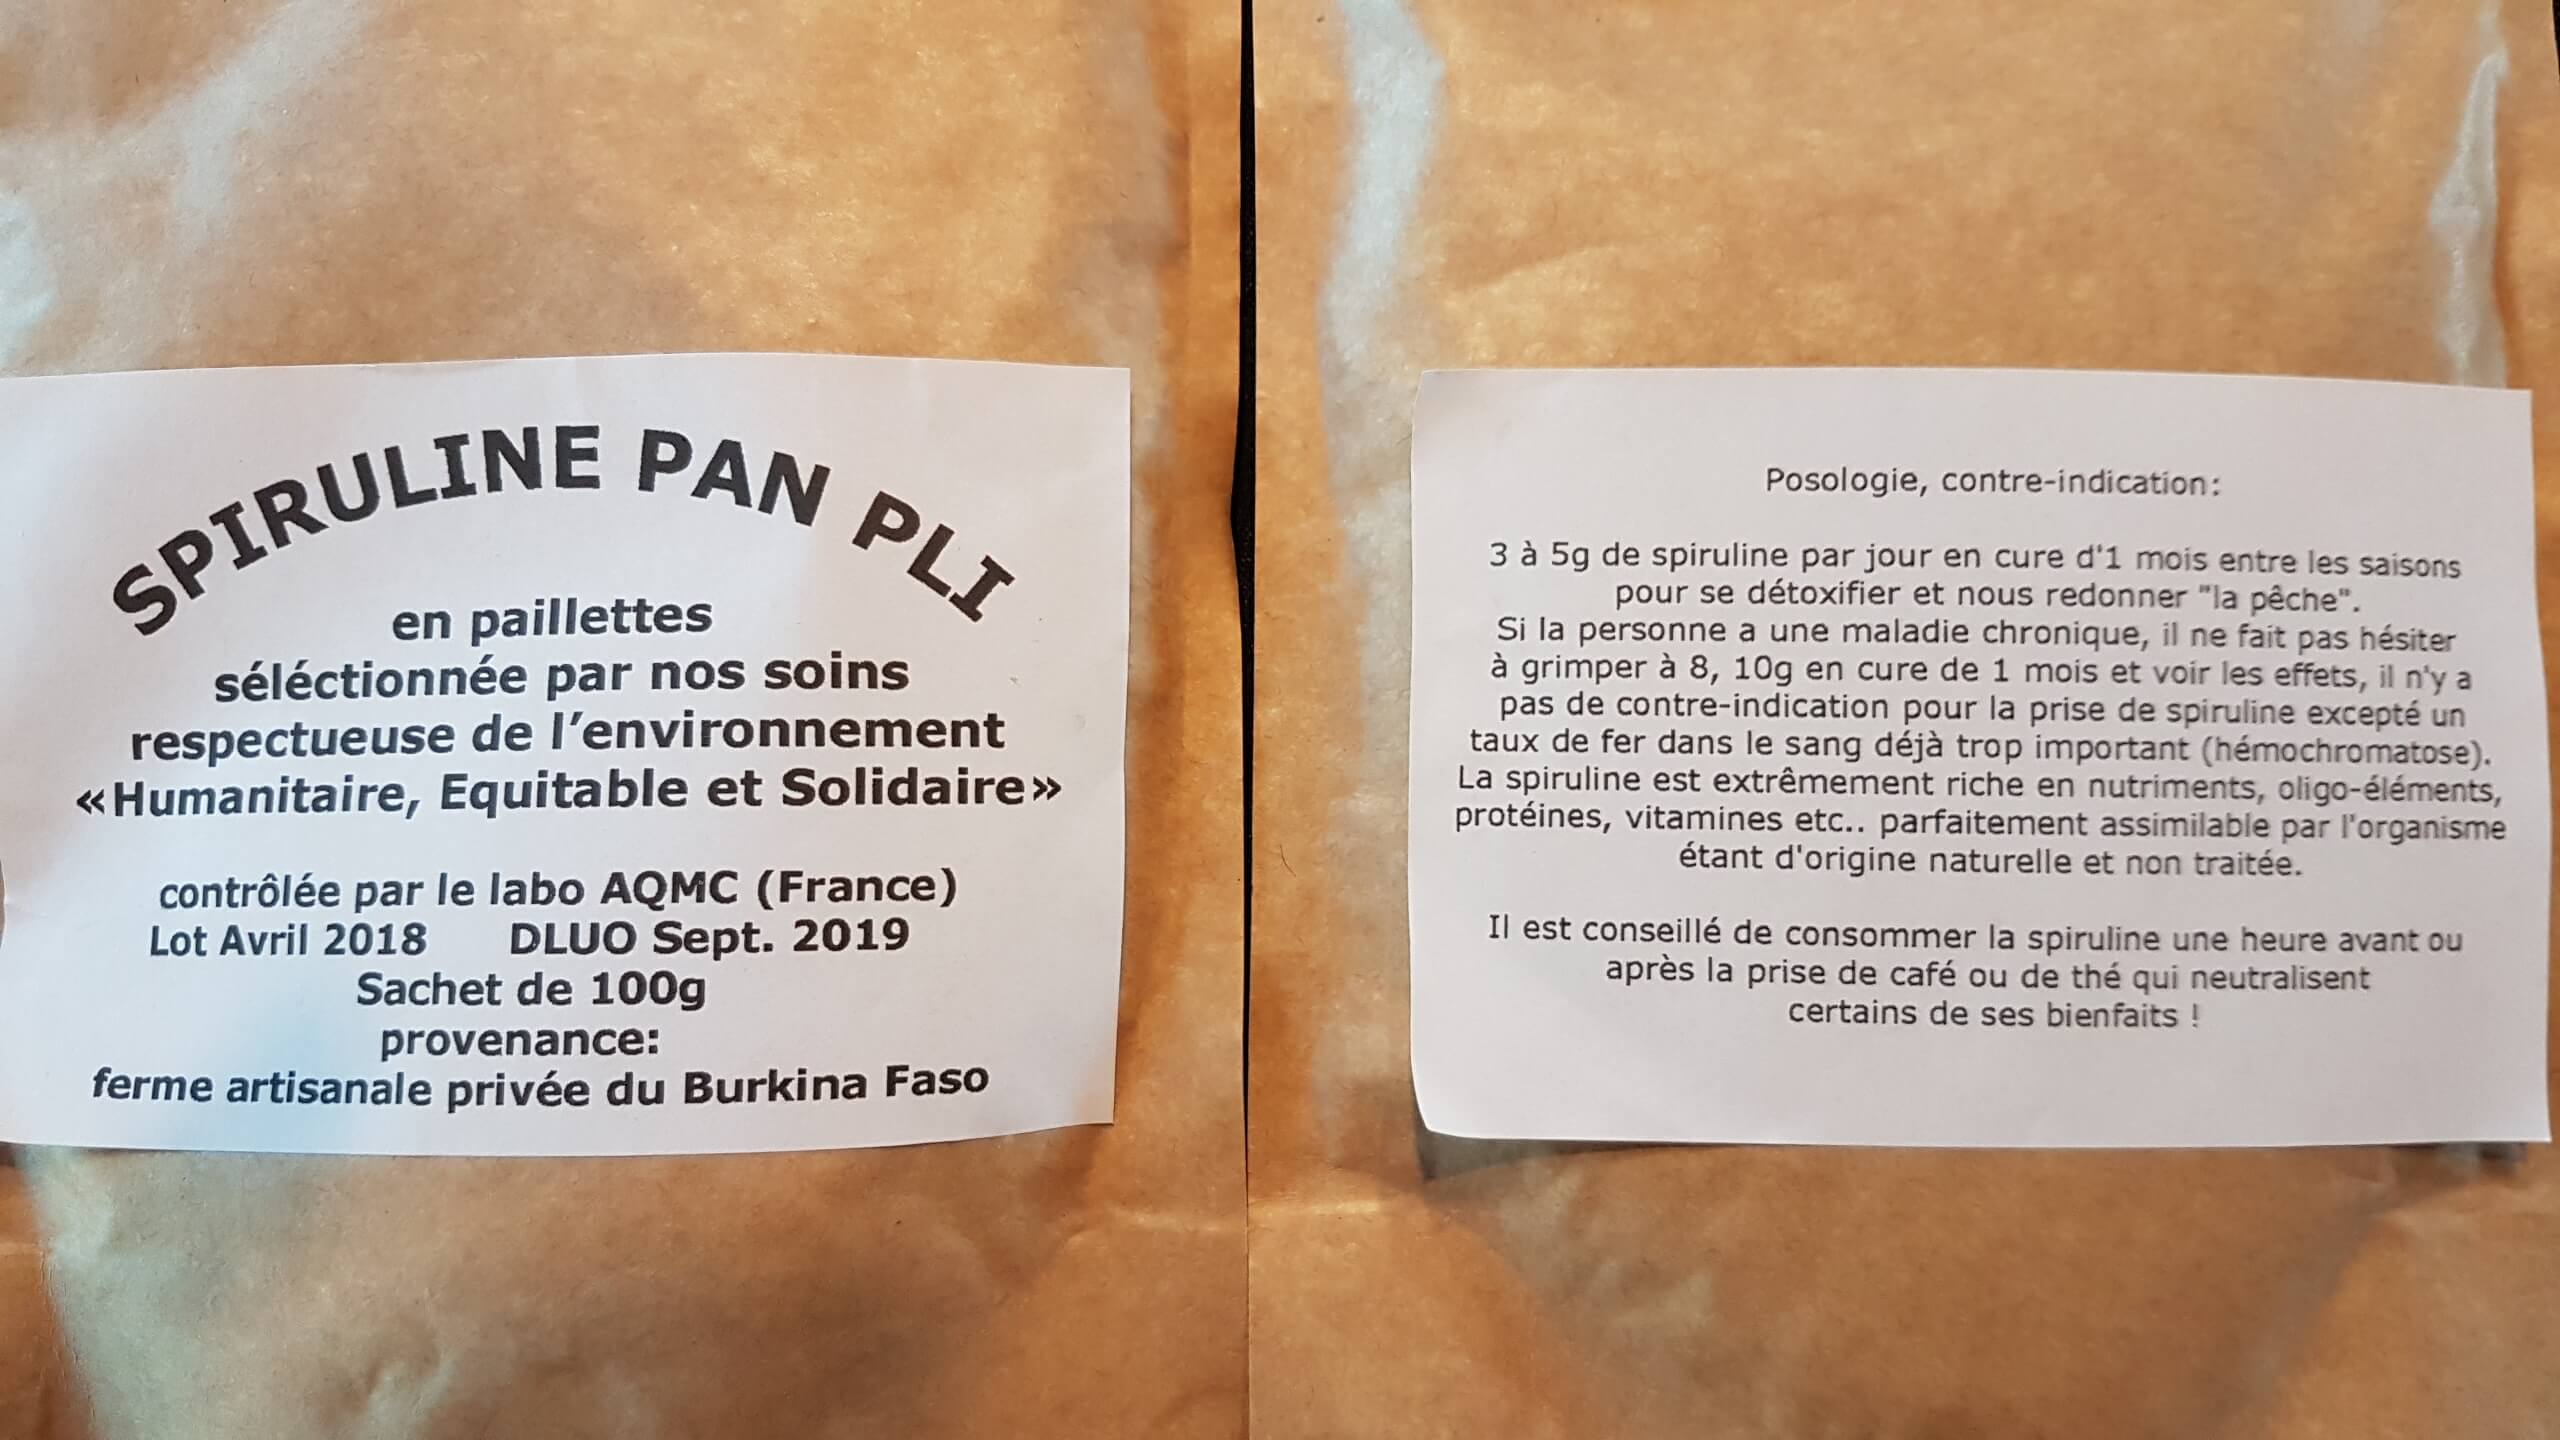 SPIRULINE PAN PLI
en paillettes
séléctionnée par nos soins
respectueuse de l’environnement
«Humanitaire, Equitable et Solidaire»
contrôlée par le labo AQMC (France)
Lot Avril 2018 DLUO Sept. 2019
Sachet de 100g
provenance:
ferme artisanale privée du Burkina Faso
Posologie, contre-indication:
3 à 5g de spiruline par jour en cure d'1 mois entre les saisons
pour se détoxifier et nous redonner "la pêche".
Si la personne a une maladie chronique, il ne fait pas hésiter
à grimper à 8, 10g en cure de 1 mois et voir les effets, il n'y a
pas de contre-indication pour la prise de spiruline excepté un
taux de fer dans le sang déjà trop important (hémochromatose).
La spiruline est extrêmement riche en nutriments, oligo-éléments,
protéines, vitamines etc.. parfaitement assimilable par l'organisme
étant d'origine naturelle et non traitée.
Il est conseillé de consommer la spiruline une heure avant ou
après la prise de café ou de thé qui neutralisent
certains de ses bienfaits !